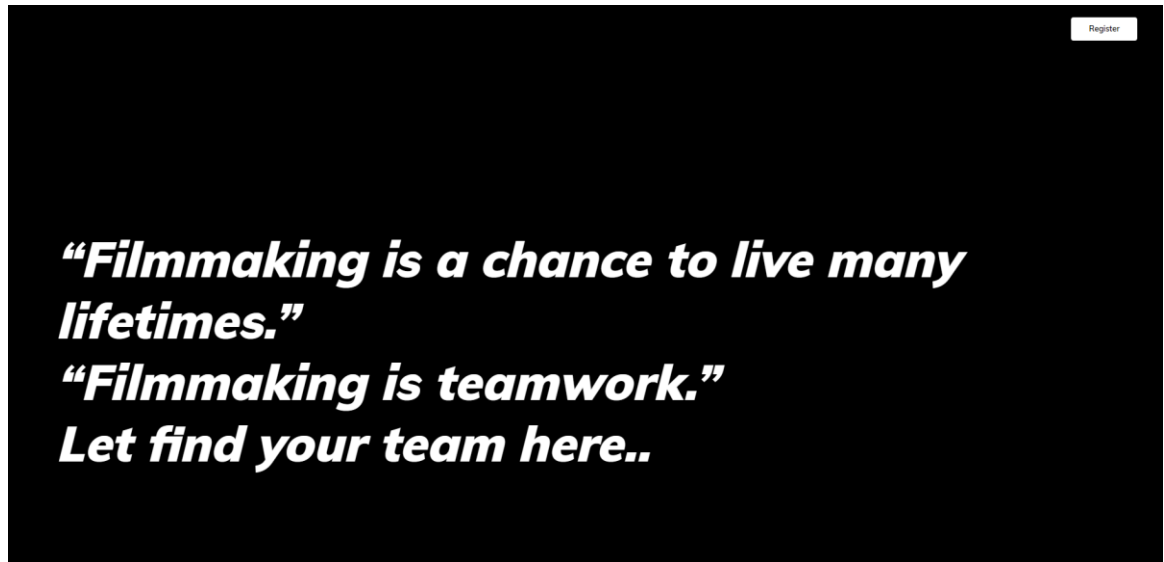 Register
“Filmmaking is a chance to live many
lifetimes.”
“Filmmaking is teamwork.”
Let find your team here..